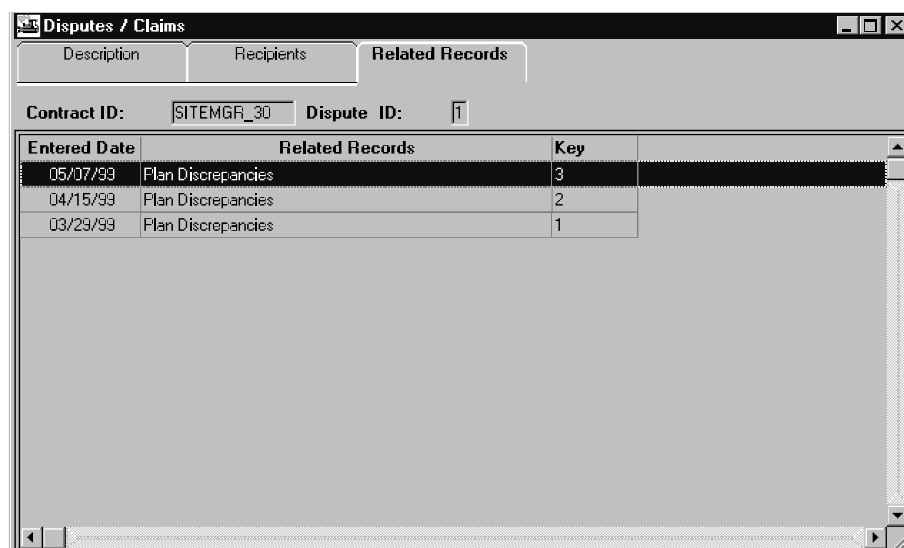 Disputes / Claims
Description Recipients Related Records
Contract ID: SITEMGR_30 Dispute ID: 1
Entered Date Related Records Key
05/07/99 Plan Discrepancies 3
04/15/99 Plan Discrepancies 2
03/29/99 Plan Discrepancies 1